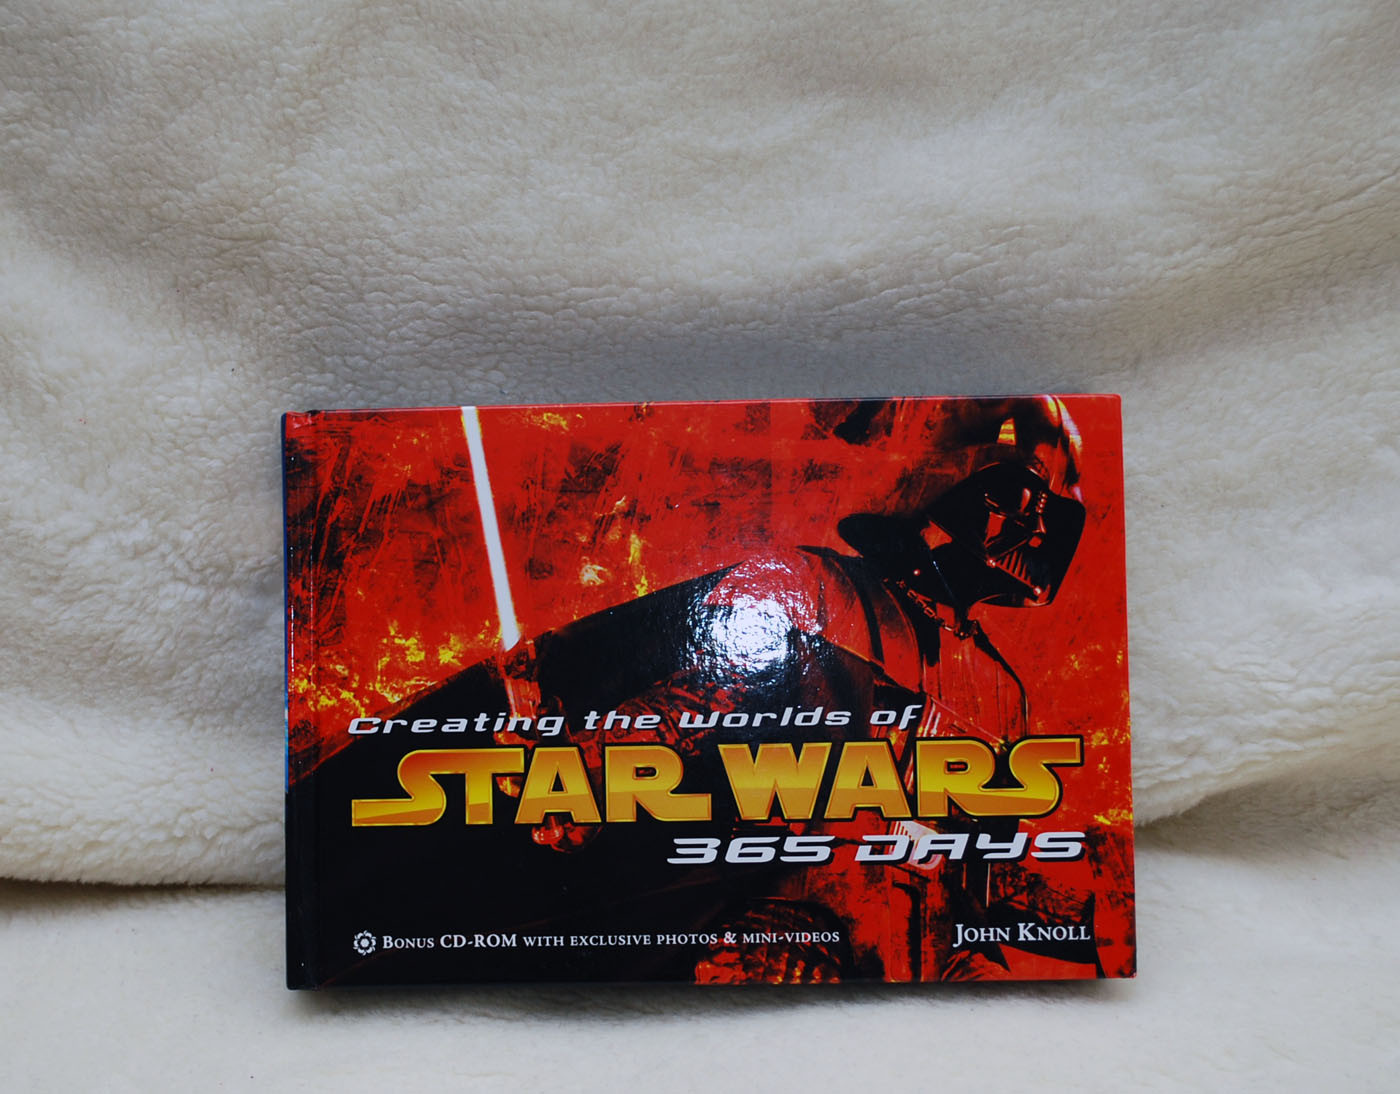 Creating the Worlds of
STAR WARS
365 DAYS
BONUS CD-ROM WITH EXCLUSIVE PHOTOS & MINI-VIDEOS
JOHN KNOLL